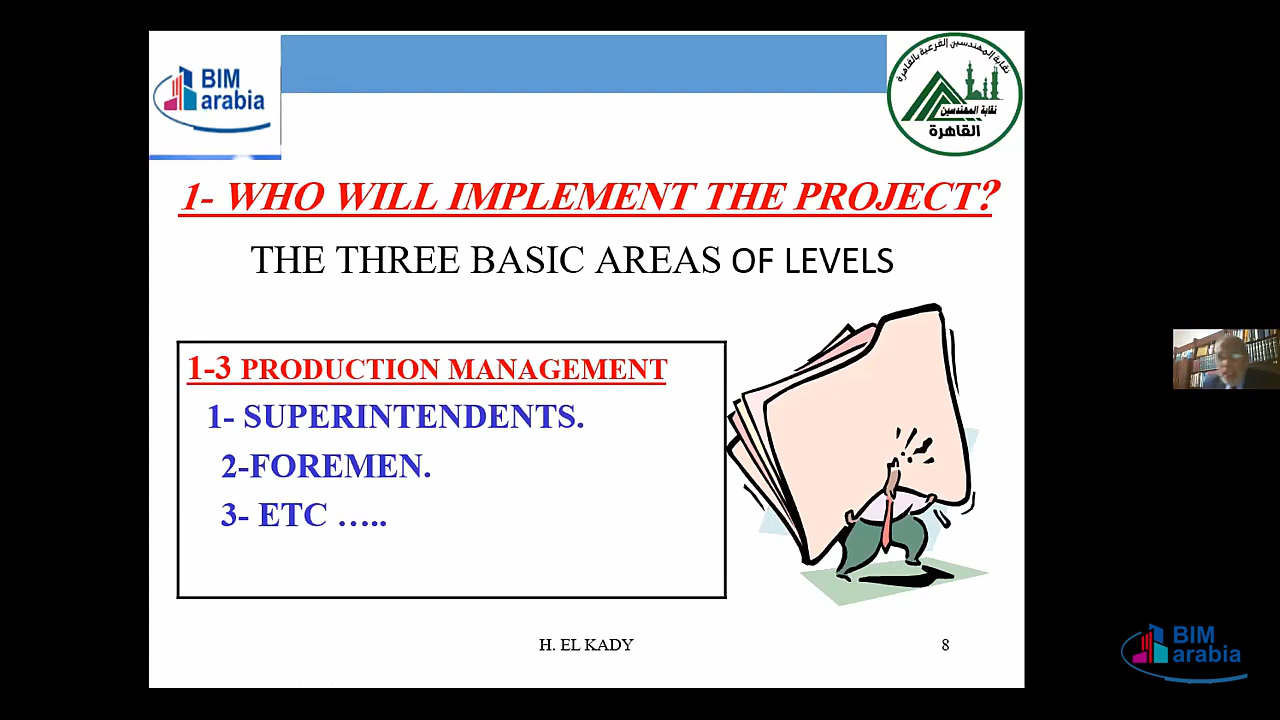 BIM
arabia
نقابة المهندسين الفرعية بالقاهرة
نقابة المهندسين
القاهرة
1- WHO WILL IMPLEMENT THE PROJECT?
THE THREE BASIC AREAS OF LEVELS
1-3 PRODUCTION MANAGEMENT
1- SUPERINTENDENTS.
2-FOREMEN.
3- ETC …..
H. EL KADY
8
BIM
arabia